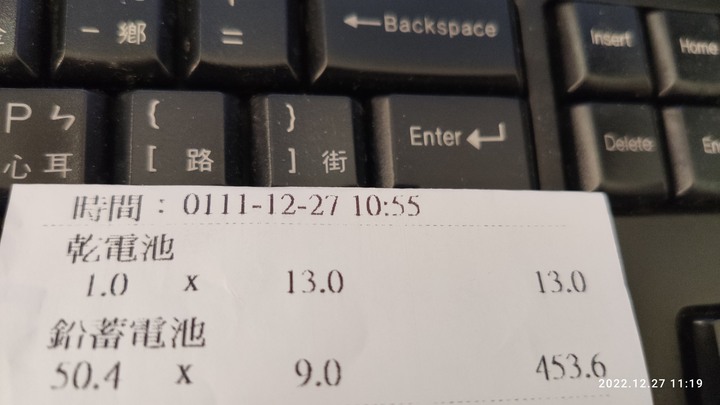 一 鄉
=
←Backspace
Insert
Home
P ㄣ
心 耳
{
[ 路
}
] 街
Enter
Delete
時間：0111-12-27 10:55
乾電池
1.0 x 13.0 13.0
鉛蓄電池
50.4 x 9.0 453.6
2022.12.27 11:19